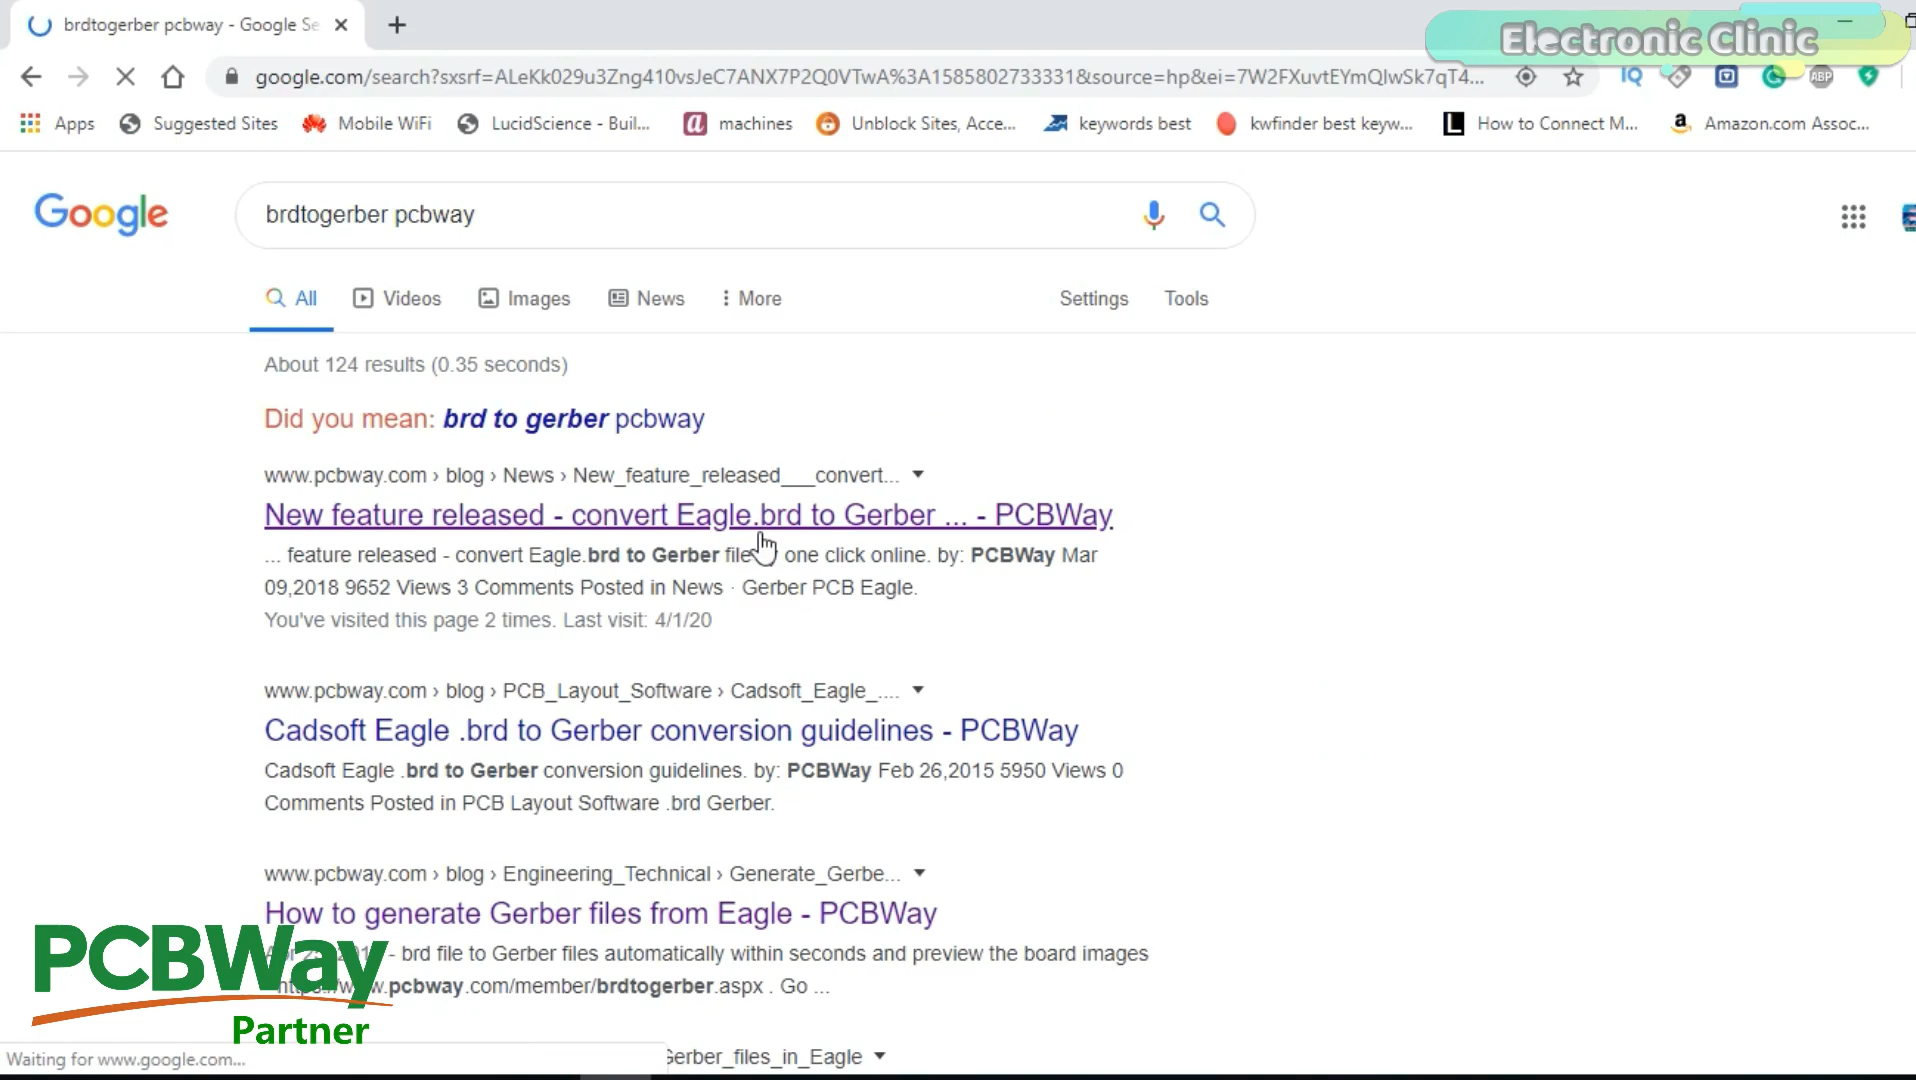 brdtogerber pcbway - Google Se
Electronic Clinic
google.com/search?sxsrf=ALeKk029u3Zng410vsJeC7ANX7P2Q0VTwA%3A1585802733331&source=hp&ei=7W2FXuvtEYmQlwSk7qT4...
IQ
ABP
Apps
Suggested Sites
Mobile WiFi
LucidScience - Buil...
a
machines
Unblock Sites, Acce...
keywords best
kwfinder best keyw...
L
How to Connect M...
a
Amazon.com Assoc...
Google
brdtogerber pcbway
All
Videos
Images
News
More
Settings
Tools
About 124 results (0.35 seconds)
Did you mean: brd to gerber pcbway
www.pcbway.com › blog › News › New_feature_released___convert...
New feature released - convert Eagle.brd to Gerber ... - PCBWay
... feature released - convert Eagle.brd to Gerber file one click online. by: PCBWay Mar
09,2018 9652 Views 3 Comments Posted in News · Gerber PCB Eagle.
You've visited this page 2 times. Last visit: 4/1/20
www.pcbway.com › blog › PCB_Layout_Software › Cadsoft_Eagle_....
Cadsoft Eagle .brd to Gerber conversion guidelines - PCBWay
Cadsoft Eagle .brd to Gerber conversion guidelines. by: PCBWay Feb 26,2015 5950 Views 0
Comments Posted in PCB Layout Software .brd Gerber.
www.pcbway.com › blog › Engineering_Technical › Generate_Gerbe...
How to generate Gerber files from Eagle - PCBWay
- brd file to Gerber files automatically within seconds and preview the board images
.pcbway.com/member/brdtogerber.aspx . Go ...
PCBWay
Partner
Gerber_files_in_Eagle
Waiting for www.google.com...